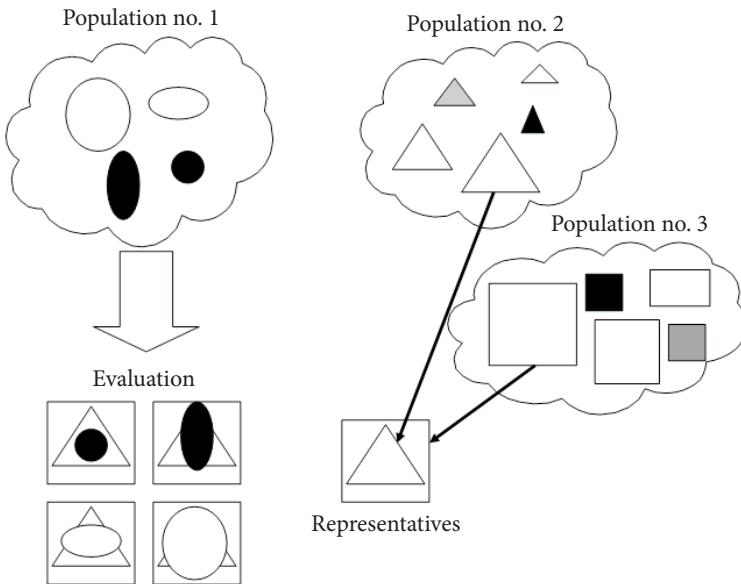 Population no. 1
Population no. 2
Population no. 3
Evaluation
Representatives